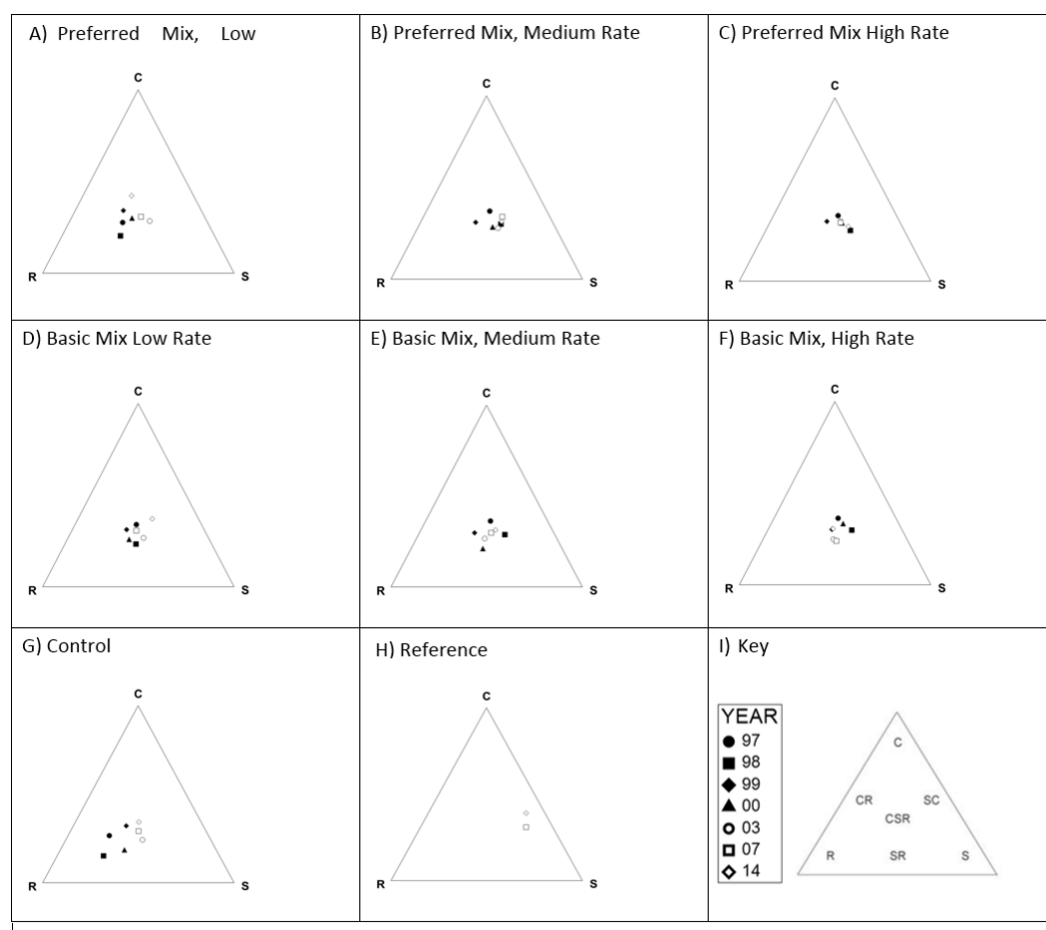 A) Preferred Mix, Low
C
R
S
B) Preferred Mix, Medium Rate
C
R
S
C) Preferred Mix High Rate
C
R
S
D) Basic Mix Low Rate
C
R
S
E) Basic Mix, Medium Rate
C
R
S
F) Basic Mix, High Rate
C
R
S
G) Control
C
R
S
H) Reference
C
R
S
I) Key
YEAR
97
98
99
00
03
07
14
C
CR
SC
CSR
R
SR
S